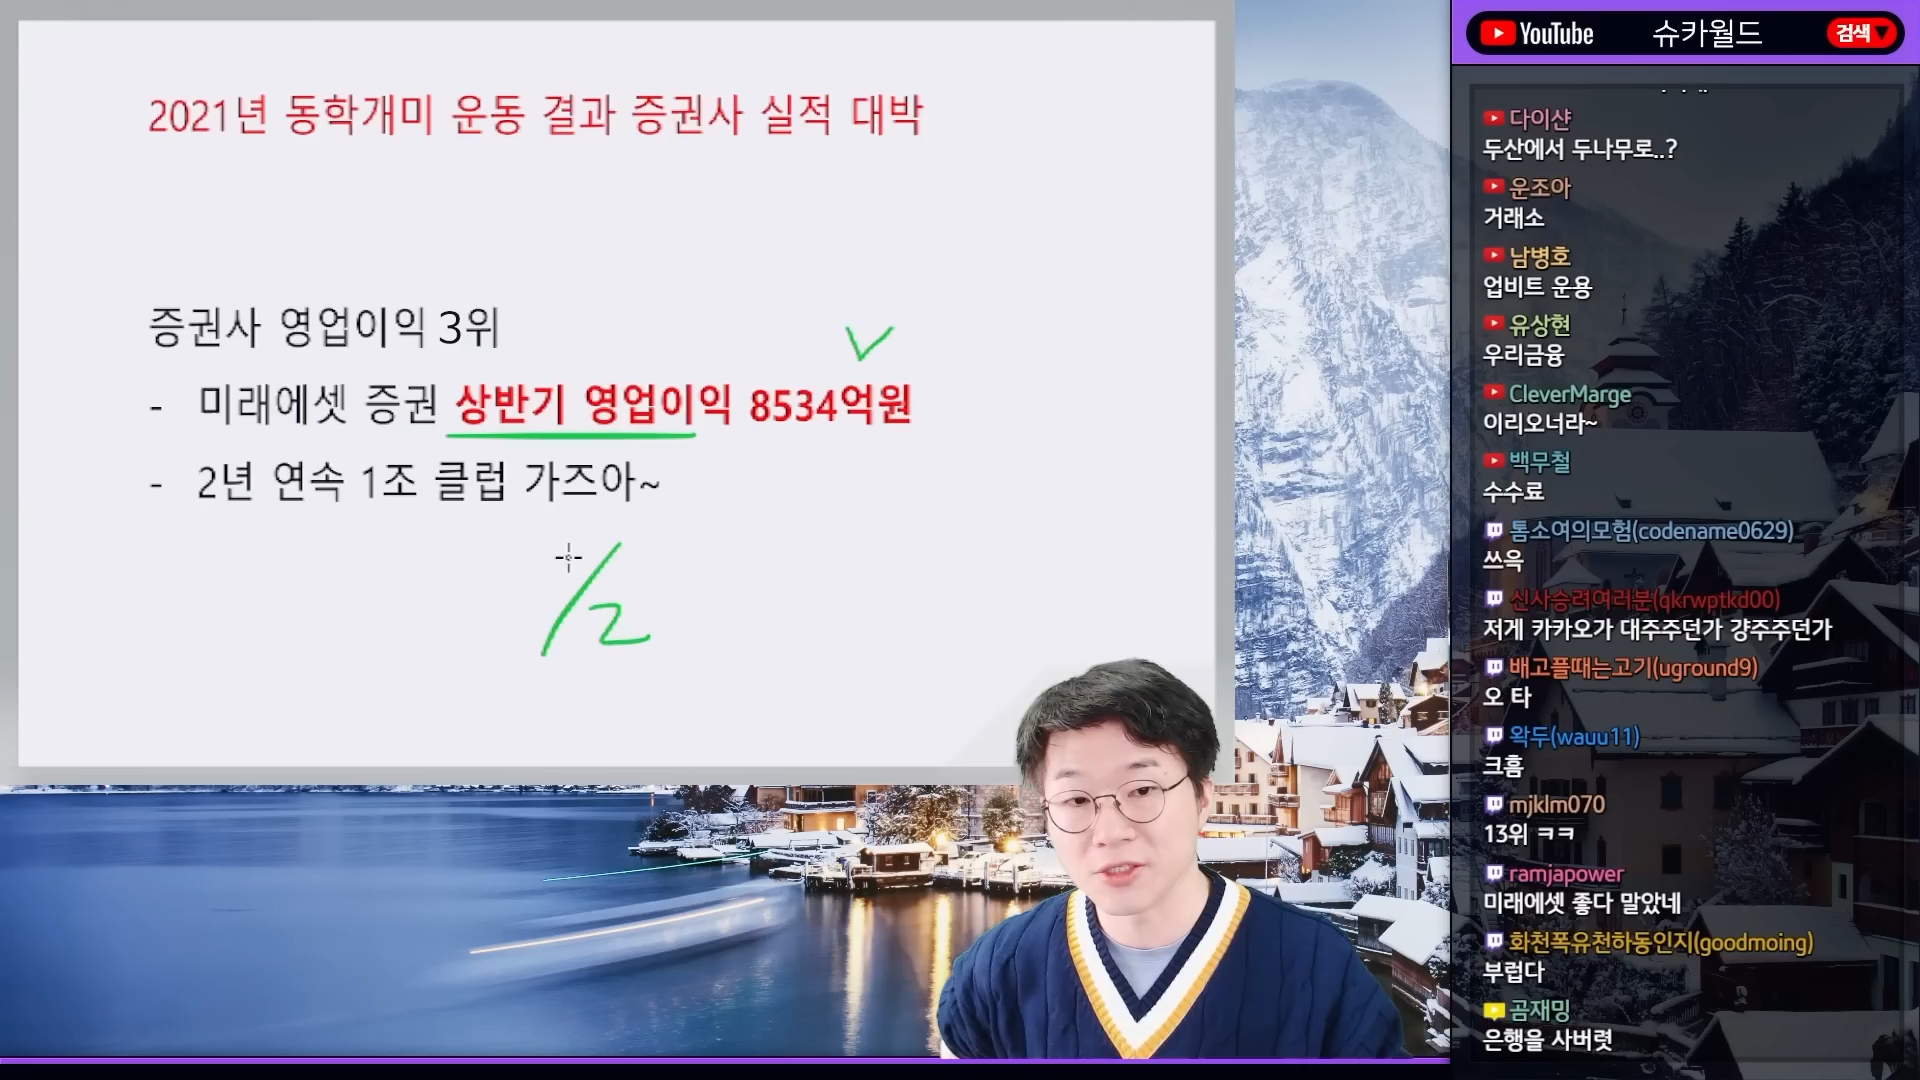 2021년 동학개미 운동 결과 증권사 실적 대박
증권사 영업이익 3위
- 미래에셋 증권 상반기 영업이익 8534억원
- 2년 연속 1조 클럽 가즈아~
/2
YouTube 슈카월드 검색▼
다이샨
두산에서 두나무로..?
운조아
거래소
남병호
업비트 운용
유상현
우리금융
CleverMarge
이리오너라~
백무철
수수료
톰소여의모험(codename0629)
쓰윽
신사승려여러분(qkrwptkd00)
저게 카카오가 대주주던가 걍주주던가
배고플때는고기(uground9)
오 타
왁두(wauu11)
크흠
mjklm070
13위 ㅋㅋ
ramjapower
미래에셋 좋다 말았네
화천폭유천하동인지(goodmoing)
부럽다
곰재밍
은행을 사버렷